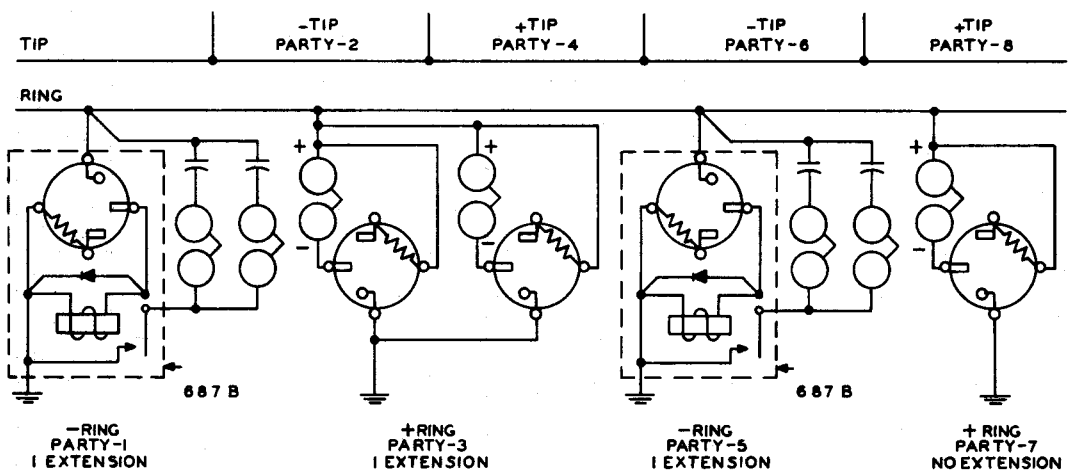 TIP
-TIP
PARTY-2
+TIP
PARTY-4
-TIP
PARTY-6
+TIP
PARTY-8
RING
+
-
+
-
+
-
687 B
687 B
-RING
PARTY-1
1 EXTENSION
+RING
PARTY-3
1 EXTENSION
-RING
PARTY-5
1 EXTENSION
+ RING
PARTY-7
NO EXTENSION